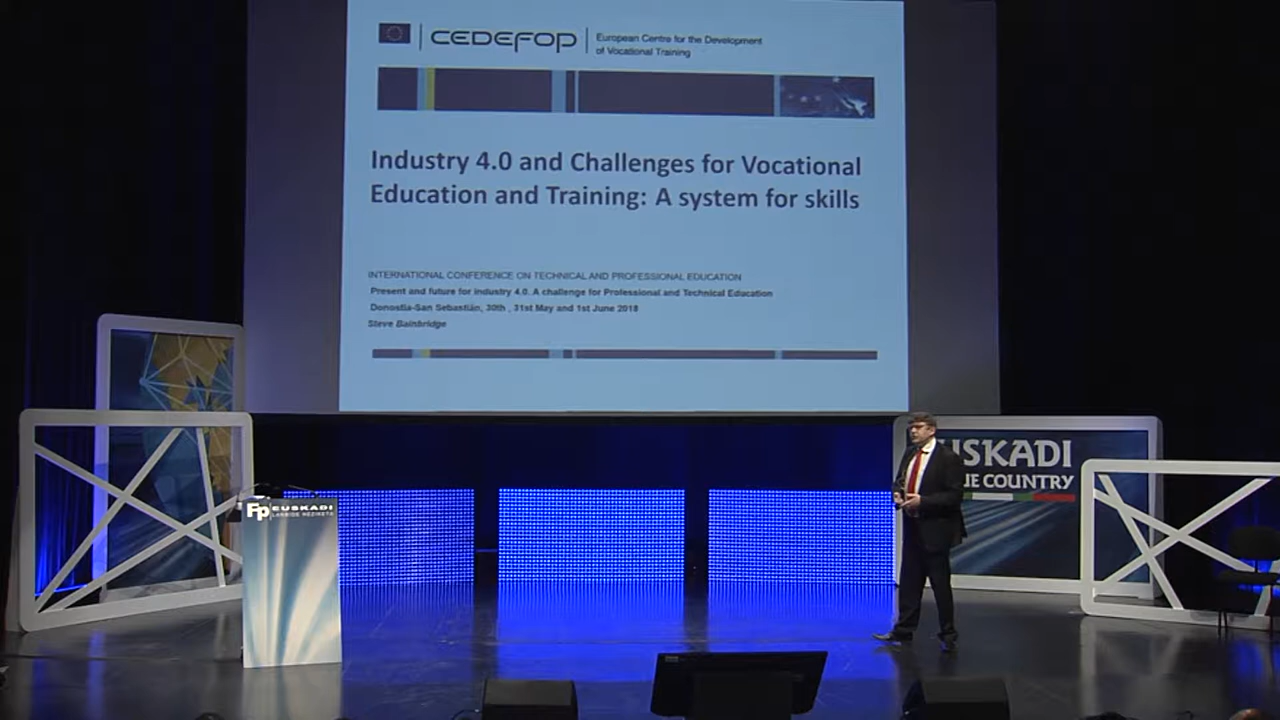 CEDEFOP
European Centre for the Development
of Vocational Training
Industry 4.0 and Challenges for Vocational
Education and Training: A system for skills
INTERNATIONAL CONFERENCE ON TECHNICAL AND PROFESSIONAL EDUCATION
Present and future for industry 4.0. A challenge for Professional and Technical Education
Donostia-San Sebastián, 30th , 31st May and 1st June 2018
Steve Bainbridge
USKADI
UE COUNTRY
Fp EUSKADI
LANBIDE HEZIKETA